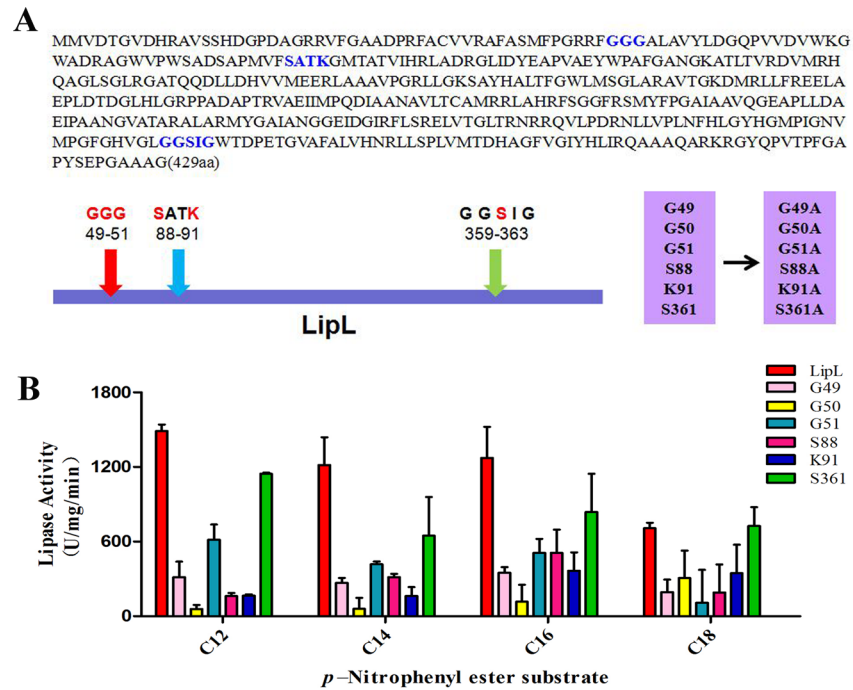 A
MMVDTGVDHRAVSSHDGPDAGRRVFGAADPRFACVVRAFASMFPGRRFGGGALAVYLDGQPVVDVWKG
WADRAGWVPWSADSAPMVFSATKGMTATVIHRLADRGLIDYEAPVAEYWPAFGANGKATLTVRDVMRH
QAGLSGLRGATQQDLLDHVVMEERLAAAVPGRLLGKSAYHALTFGWLMSGLARAVTGKDMRLLFREELA
EPLDTDGLHLGRPPADAPTRVAEIIMPQDIAANAVLTCAMRRLAHRFSGGFRSMYFPGAIAAVQGEAPLLDA
EIPAANGVATARALARMYGAIANGGEIDGIRFLSRELVTGLTRNRRQVLPDRNLLVPLNFHLGYHGMPIGNV
MPGFGHVGLGGSIGWTDPETGVAFALVHNRLLSPLVMTDHAGFVGIYHLIRQAAAQARKRGYQPVTPFGA
PYSEPGAAAG(429aa)
GGG SATK GGSIG
49-51 88-91 359-363
LipL
G49 G49A
G50 G50A
G51 G51A
S88 S88A
K91 K91A
S361 S361A
B
Lipase Activity
(U/mg/min)
1800
1200
600
0
C12 C14 C16 C18
p–Nitrophenyl ester substrate
LipL
G49
G50
G51
S88
K91
S361